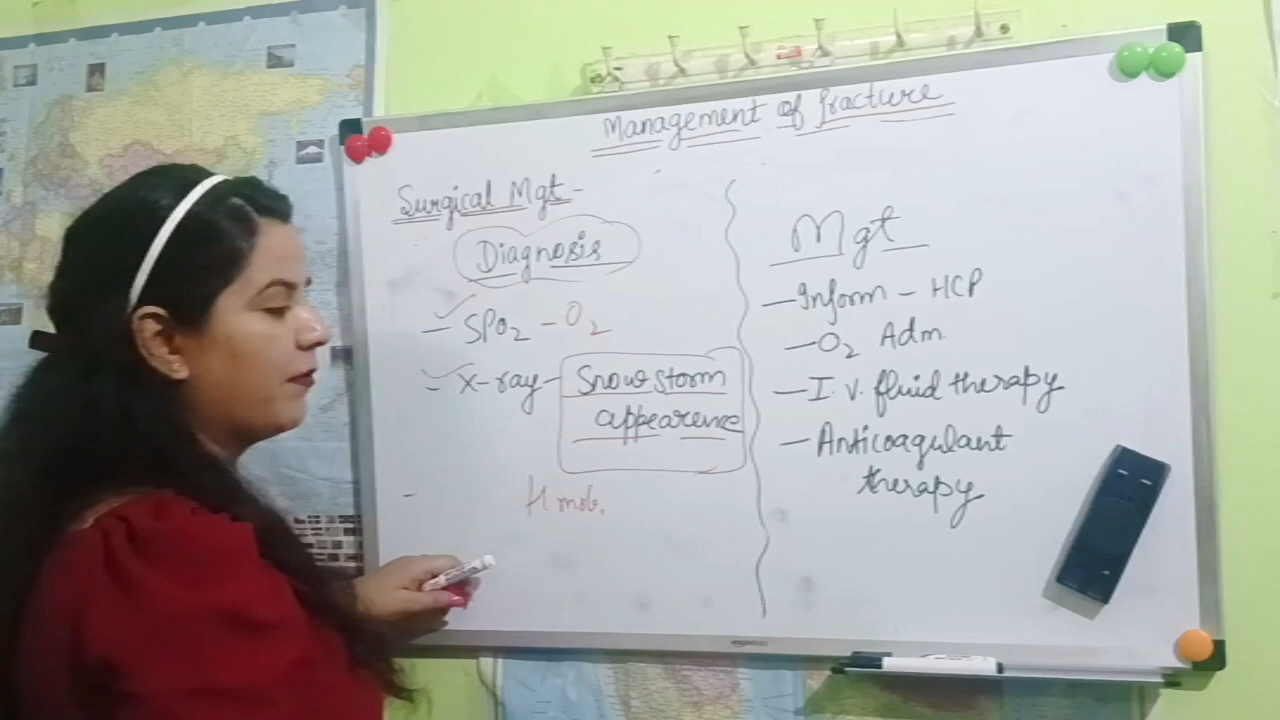 Management of fracture
Surgical Mgt-
Diagnosis
- SPO2 - O2
- X-ray - Snow storm
appearence
-
Mgt
- Inform - HCP
- O2 Adm
- I.V. fluid therapy
- Anticoagulant
therapy